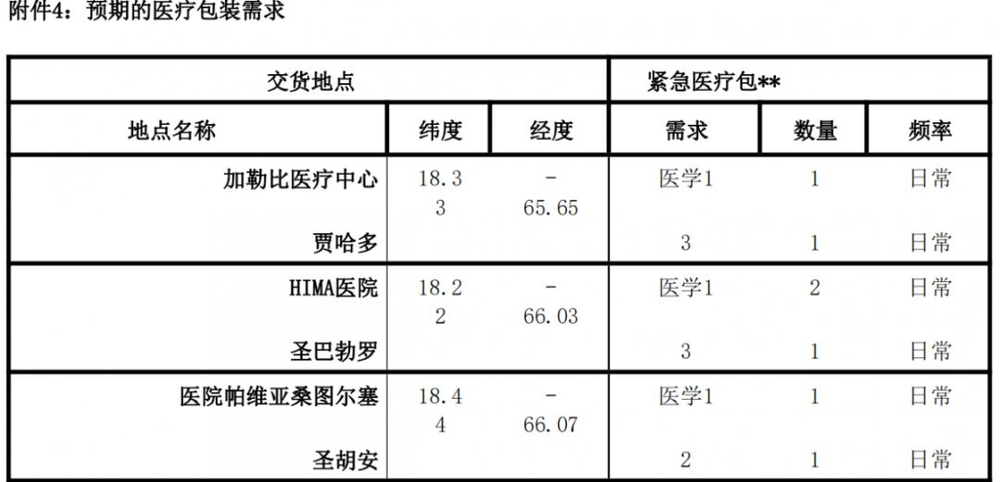 附件4：预期的医疗包装需求
交货地点 紧急医疗包**
地点名称 纬度 经度 需求 数量 频率
加勒比医疗中心 18.3 - 医学1 1 日常
3 65.65
贾哈多 3 1 日常
HIMA医院 18.2 - 医学1 2 日常
2 66.03
圣巴勃罗 3 1 日常
医院帕维亚桑图尔塞 18.4 - 医学1 1 日常
4 66.07
圣胡安 2 1 日常